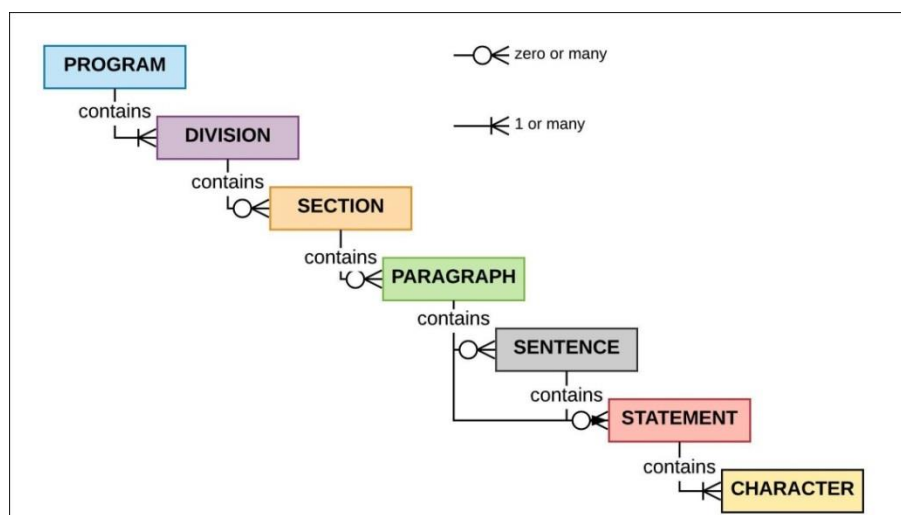 PROGRAM
zero or many
contains
1 or many
DIVISION
contains
SECTION
contains
PARAGRAPH
contains
SENTENCE
contains
STATEMENT
contains
CHARACTER